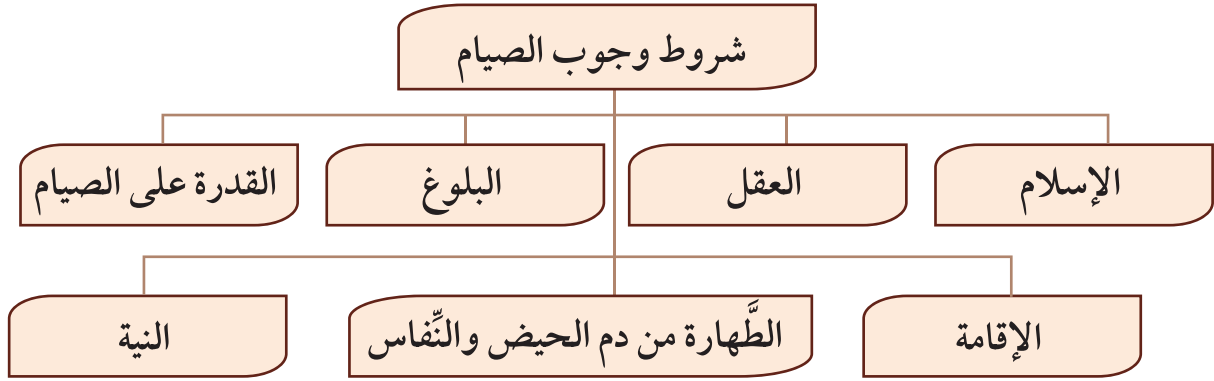 شروط وجوب الصيام
الإسلام
العقل
البلوغ
القدرة على الصيام
الإقامة
الطَّهارة من دم الحيض والنِّفاس
النية